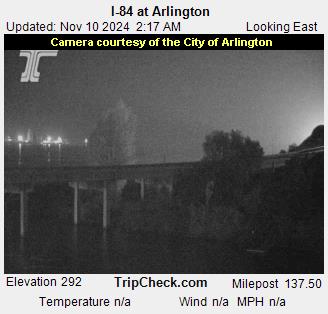 I-84 at Arlington
Updated: Nov 10 2024 2:17 AM Looking East
Camera courtesy of the City of Arlington
Elevation 292 TripCheck.com Milepost 137.50
Temperature n/a Wind n/a MPH n/a